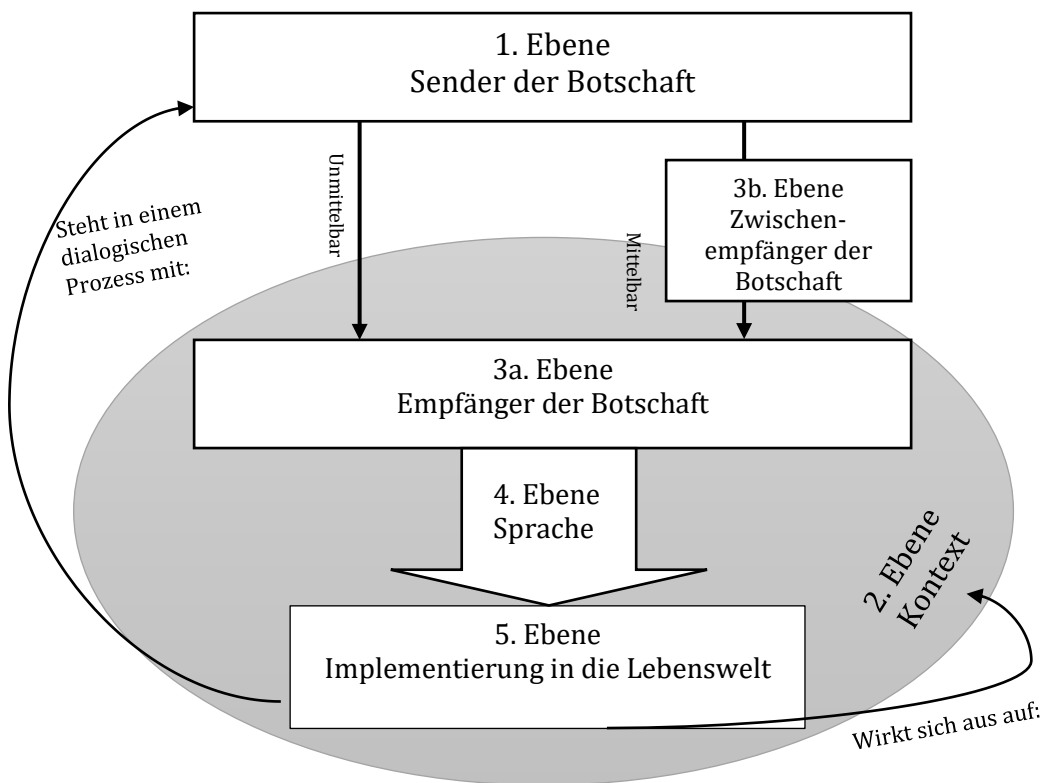 1. Ebene
Sender der Botschaft
Unmittelbar
Mittelbar
3b. Ebene
Zwischen-
empfänger der
Botschaft
Steht in einem
dialogischen
Prozess mit:
3a. Ebene
Empfänger der Botschaft
4. Ebene
Sprache
2. Ebene
Kontext
5. Ebene
Implementierung in die Lebenswelt
Wirkt sich aus auf: